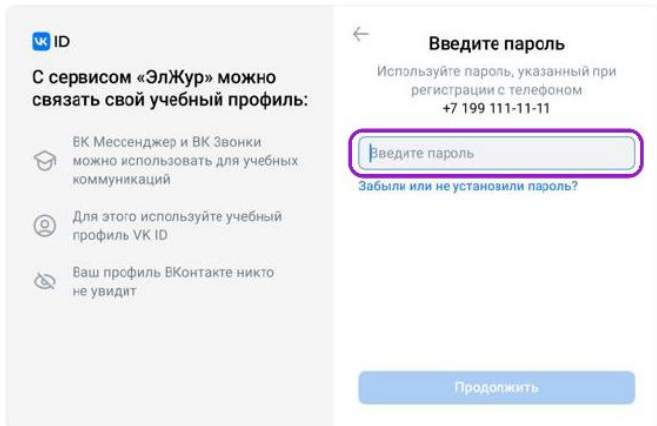 VK ID
С сервисом «ЭлЖур» можно
связать свой учебный профиль:
ВК Мессенджер и ВК Звонки
можно использовать для учебных
коммуникаций
Для этого используйте учебный
профиль VK ID
Ваш профиль ВКонтакте никто
не увидит
Введите пароль
Используйте пароль, указанный при
регистрации с телефоном
+7 199 111-11-11
Введите пароль
Забыли или не установили пароль?
Продолжить